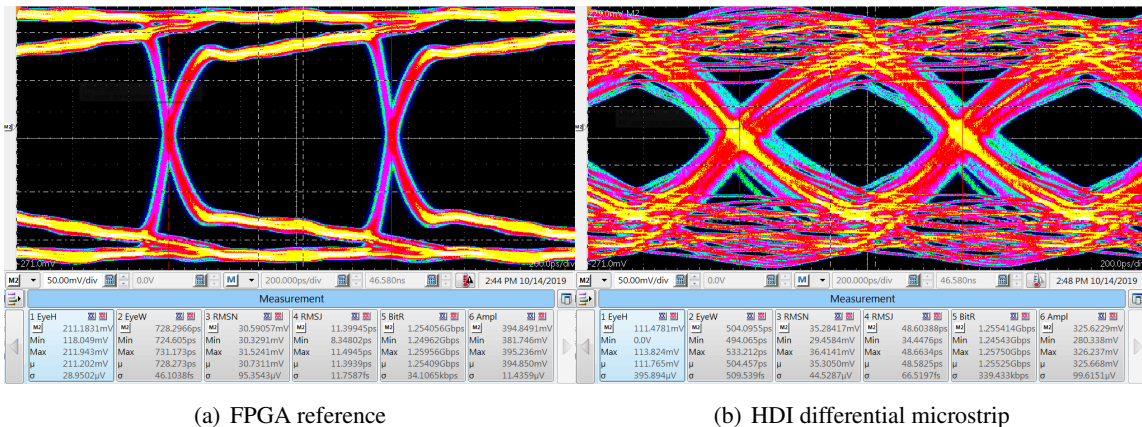 279.0mV M2
M2
M2
-271.0mV
200.0ps/div
-271.0mV
200.0ps/div
M2 50.00mV/div 0.0V M 200.000ps/div 46.580ns 2:44 PM 10/14/2019
M2 50.00mV/div 0.0V M 200.000ps/div 46.580ns 2:48 PM 10/14/2019
Measurement
1 EyeH 2 EyeW 3 RMSN 4 RMSJ 5 BitR 6 Ampl
M2 211.1831mV M2 728.2966ps M2 30.59057mV M2 11.39945ps M2 1.254056Gbps M2 394.8491mV
Min 118.049mV Min 724.605ps Min 30.3291mV Min 8.34802ps Min 1.24962Gbps Min 381.746mV
Max 211.943mV Max 731.173ps Max 31.5241mV Max 11.4945ps Max 1.25956Gbps Max 395.236mV
μ 211.202mV μ 728.273ps μ 30.7311mV μ 11.3939ps μ 1.25409Gbps μ 394.850mV
σ 28.9502μV σ 46.1038fs σ 95.3543μV σ 11.7587fs σ 34.1065kbps σ 11.4359μV
Measurement
1 EyeH 2 EyeW 3 RMSN 4 RMSJ 5 BitR 6 Ampl
M2 111.4781mV M2 504.0955ps M2 35.28417mV M2 48.60388ps M2 1.255414Gbps M2 325.6229mV
Min 0.0V Min 494.065ps Min 29.4584mV Min 34.4476ps Min 1.24543Gbps Min 280.338mV
Max 113.824mV Max 533.212ps Max 36.4141mV Max 48.6634ps Max 1.25750Gbps Max 326.237mV
μ 111.765mV μ 504.457ps μ 35.3050mV μ 48.5825ps μ 1.25525Gbps μ 325.668mV
σ 395.894μV σ 509.539fs σ 44.5287μV σ 66.5197fs σ 339.433kbps σ 99.6151μV
(a) FPGA reference
(b) HDI differential microstrip